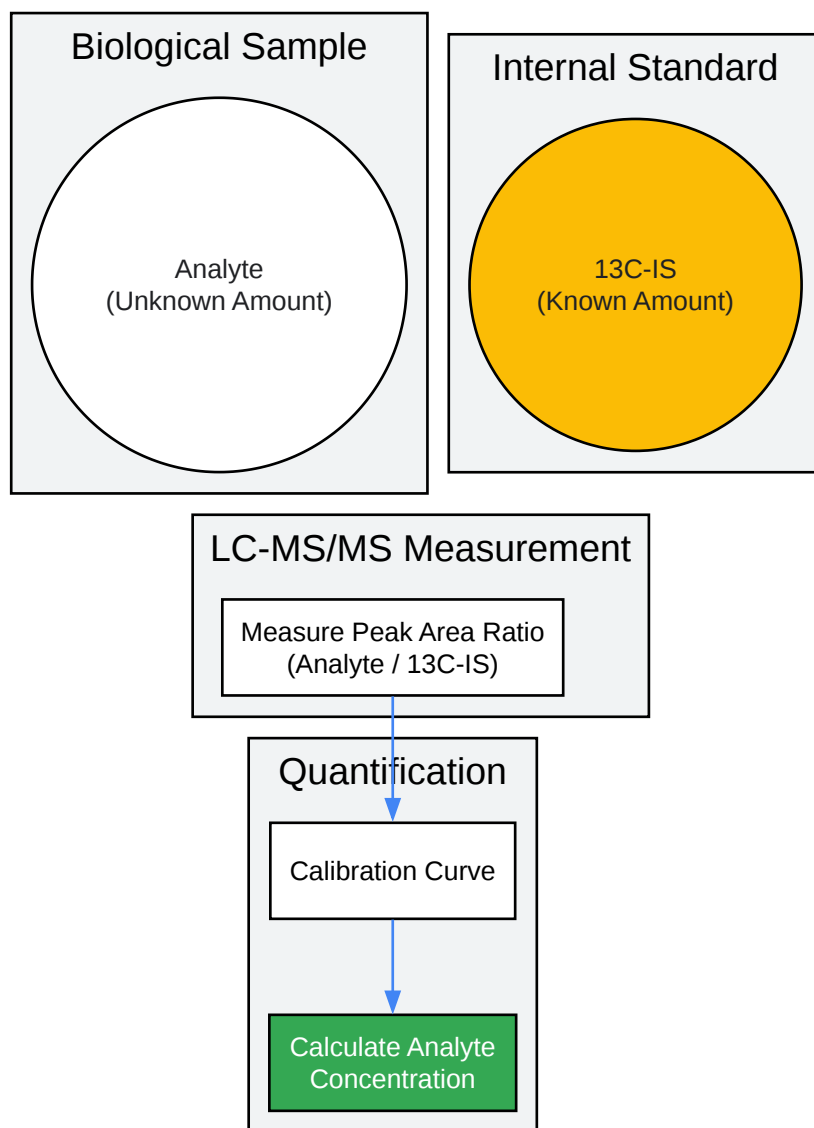 Biological Sample
Internal Standard
Analyte
(Unknown Amount)
13C-IS
(Known Amount)
LC-MS/MS Measurement
Measure Peak Area Ratio
(Analyte / 13C-IS)
Quantification
Calibration Curve
Calculate Analyte
Concentration